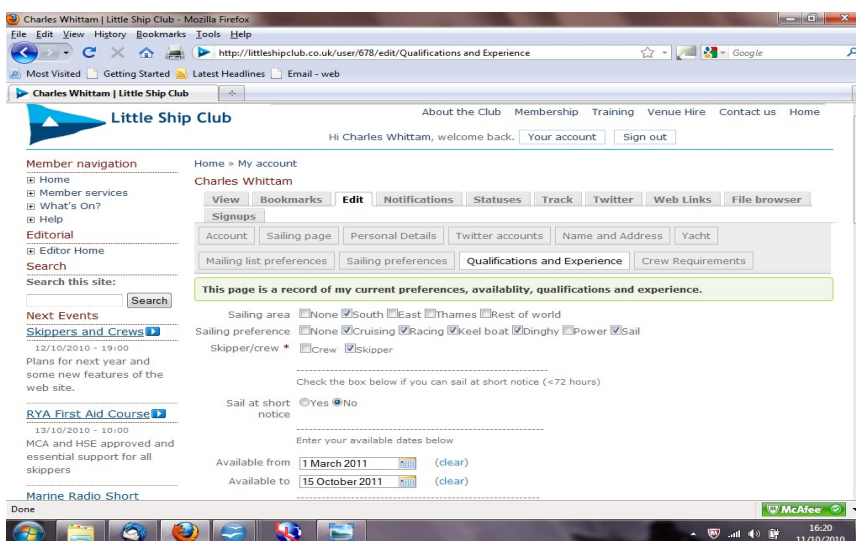 Charles Whittam | Little Ship Club - Mozilla Firefox
File Edit View History Bookmarks Tools Help
http://littleshipclub.co.uk/user/678/edit/Qualifications and Experience
Google
Most Visited Getting Started Latest Headlines Email - web
Charles Whittam | Little Ship Club
Little Ship Club
About the Club Membership Training Venue Hire Contact us Home
Hi Charles Whittam, welcome back. Your account Sign out
Member navigation
Home
Member services
What's On?
Help
Editorial
Editor Home
Search
Search this site:
Search
Next Events
Skippers and Crews
12/10/2010 - 19:00
Plans for next year and
some new features of the
web site.
RYA First Aid Course
13/10/2010 - 10:00
MCA and HSE approved and
essential support for all
skippers
Marine Radio Short
Home » My account
Charles Whittam
View Bookmarks Edit Notifications Statuses Track Twitter Web Links File browser
Signups
Account Sailing page Personal Details Twitter accounts Name and Address Yacht
Mailing list preferences Sailing preferences Qualifications and Experience Crew Requirements
This page is a record of my current preferences, availablity, qualifications and experience.
Sailing area None South East Thames Rest of world
Sailing preference None Cruising Racing Keel boat Dinghy Power Sail
Skipper/crew * Crew Skipper
Check the box below if you can sail at short notice (<72 hours)
Sail at short notice Yes No
Enter your available dates below
Available from 1 March 2011 (clear)
Available to 15 October 2011 (clear)
Done
McAfee
16:20
11/10/2010